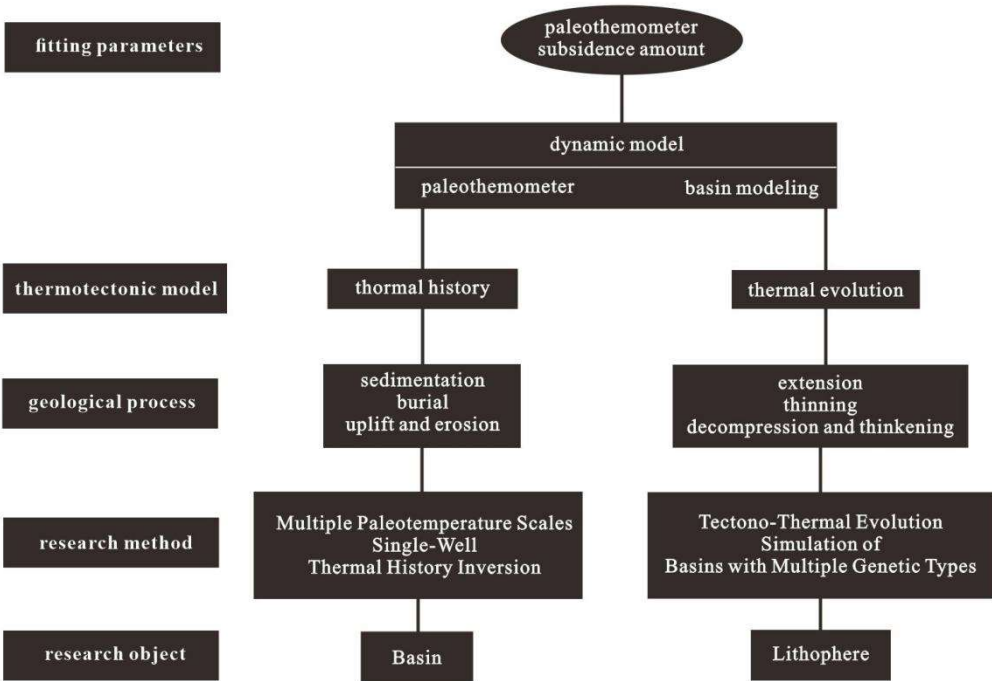 fitting parameters
paleothemometer
subsidence amount
dynamic model
paleothemometer
basin modeling
thermotectonic model
thormal history
thermal evolution
geological process
sedimentation
burial
uplift and erosion
extension
thinning
decompression and thinkening
research method
Multiple Paleotemperature Scales
Single-Well
Thermal History Inversion
Tectono-Thermal Evolution
Simulation of
Basins with Multiple Genetic Types
research object
Basin
Lithophere